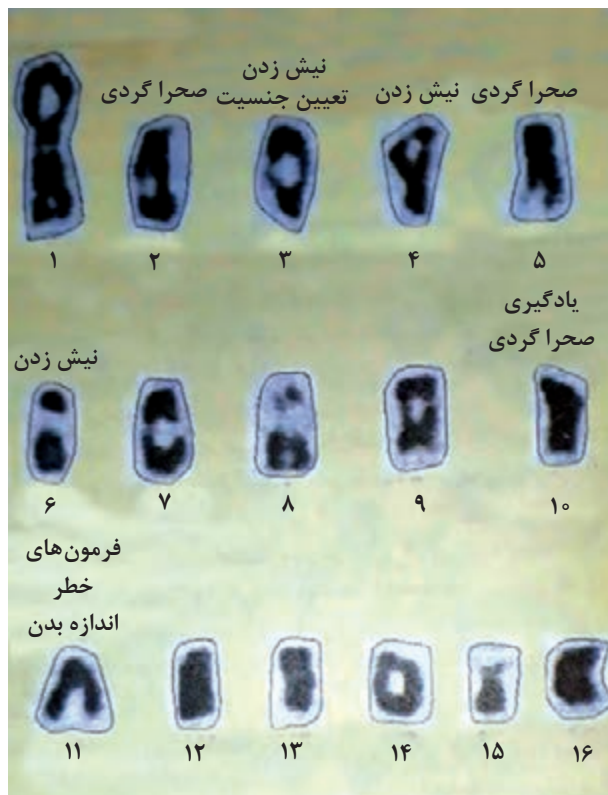 صحرا گردی
نیش زدن
نیش زدن
تعیین جنسیت
صحرا گردی
۱ ۲ ۳ ۴ ۵
یادگیری
صحرا گردی
نیش زدن
۶ ۷ ۸ ۹ ۱۰
فرمون‌های
خطر
اندازه بدن
۱۱ ۱۲ ۱۳ ۱۴ ۱۵ ۱۶